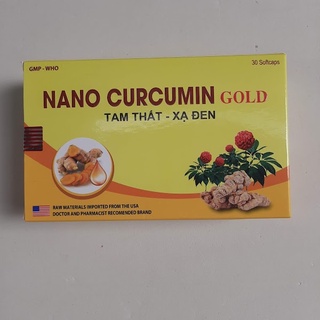 GMP - WHO
30 Softcaps
NANO CURCUMIN GOLD
TAM THẤT - XẠ ĐEN
RAW MATERIALS IMPORTED FROM THE USA
DOCTOR AND PHARMACIST RECOMENDED BRAND